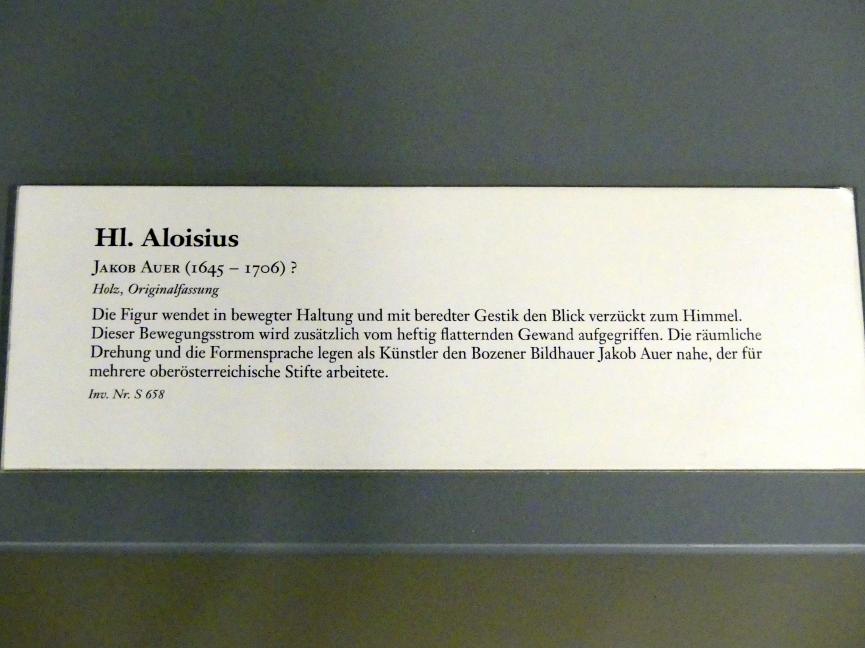 Hl. Aloisius
Jakob Auer (1645 – 1706) ?
Holz, Originalfassung
Die Figur wendet in bewegter Haltung und mit beredter Gestik den Blick verzückt zum Himmel.
Dieser Bewegungsstrom wird zusätzlich vom heftig flatternden Gewand aufgegriffen. Die räumliche
Drehung und die Formensprache legen als Künstler den Bozener Bildhauer Jakob Auer nahe, der für
mehrere oberösterreichische Stifte arbeitete.
Inv. Nr. S 658